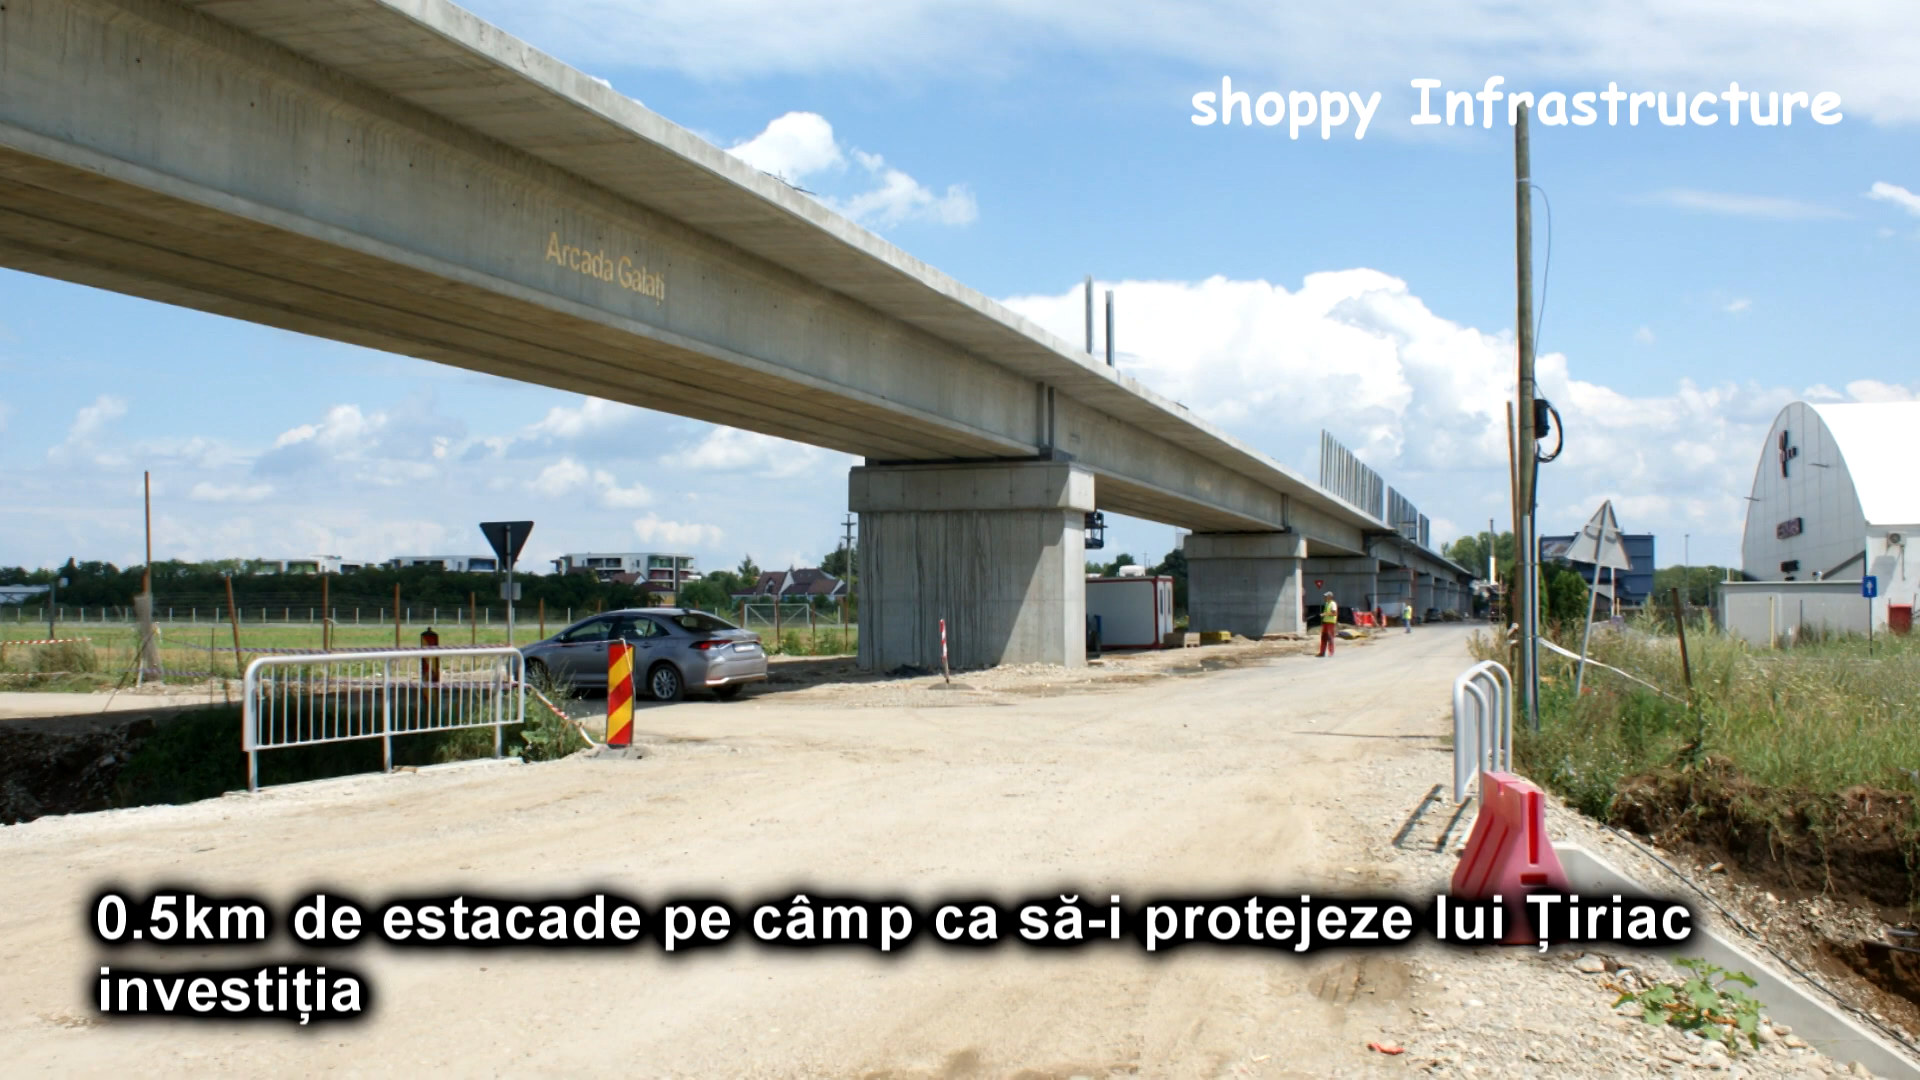 shoppy Infrastructure
Arcada Galați
0.5km de estacade pe câmp ca să-i protejeze lui Țiriac
investiția